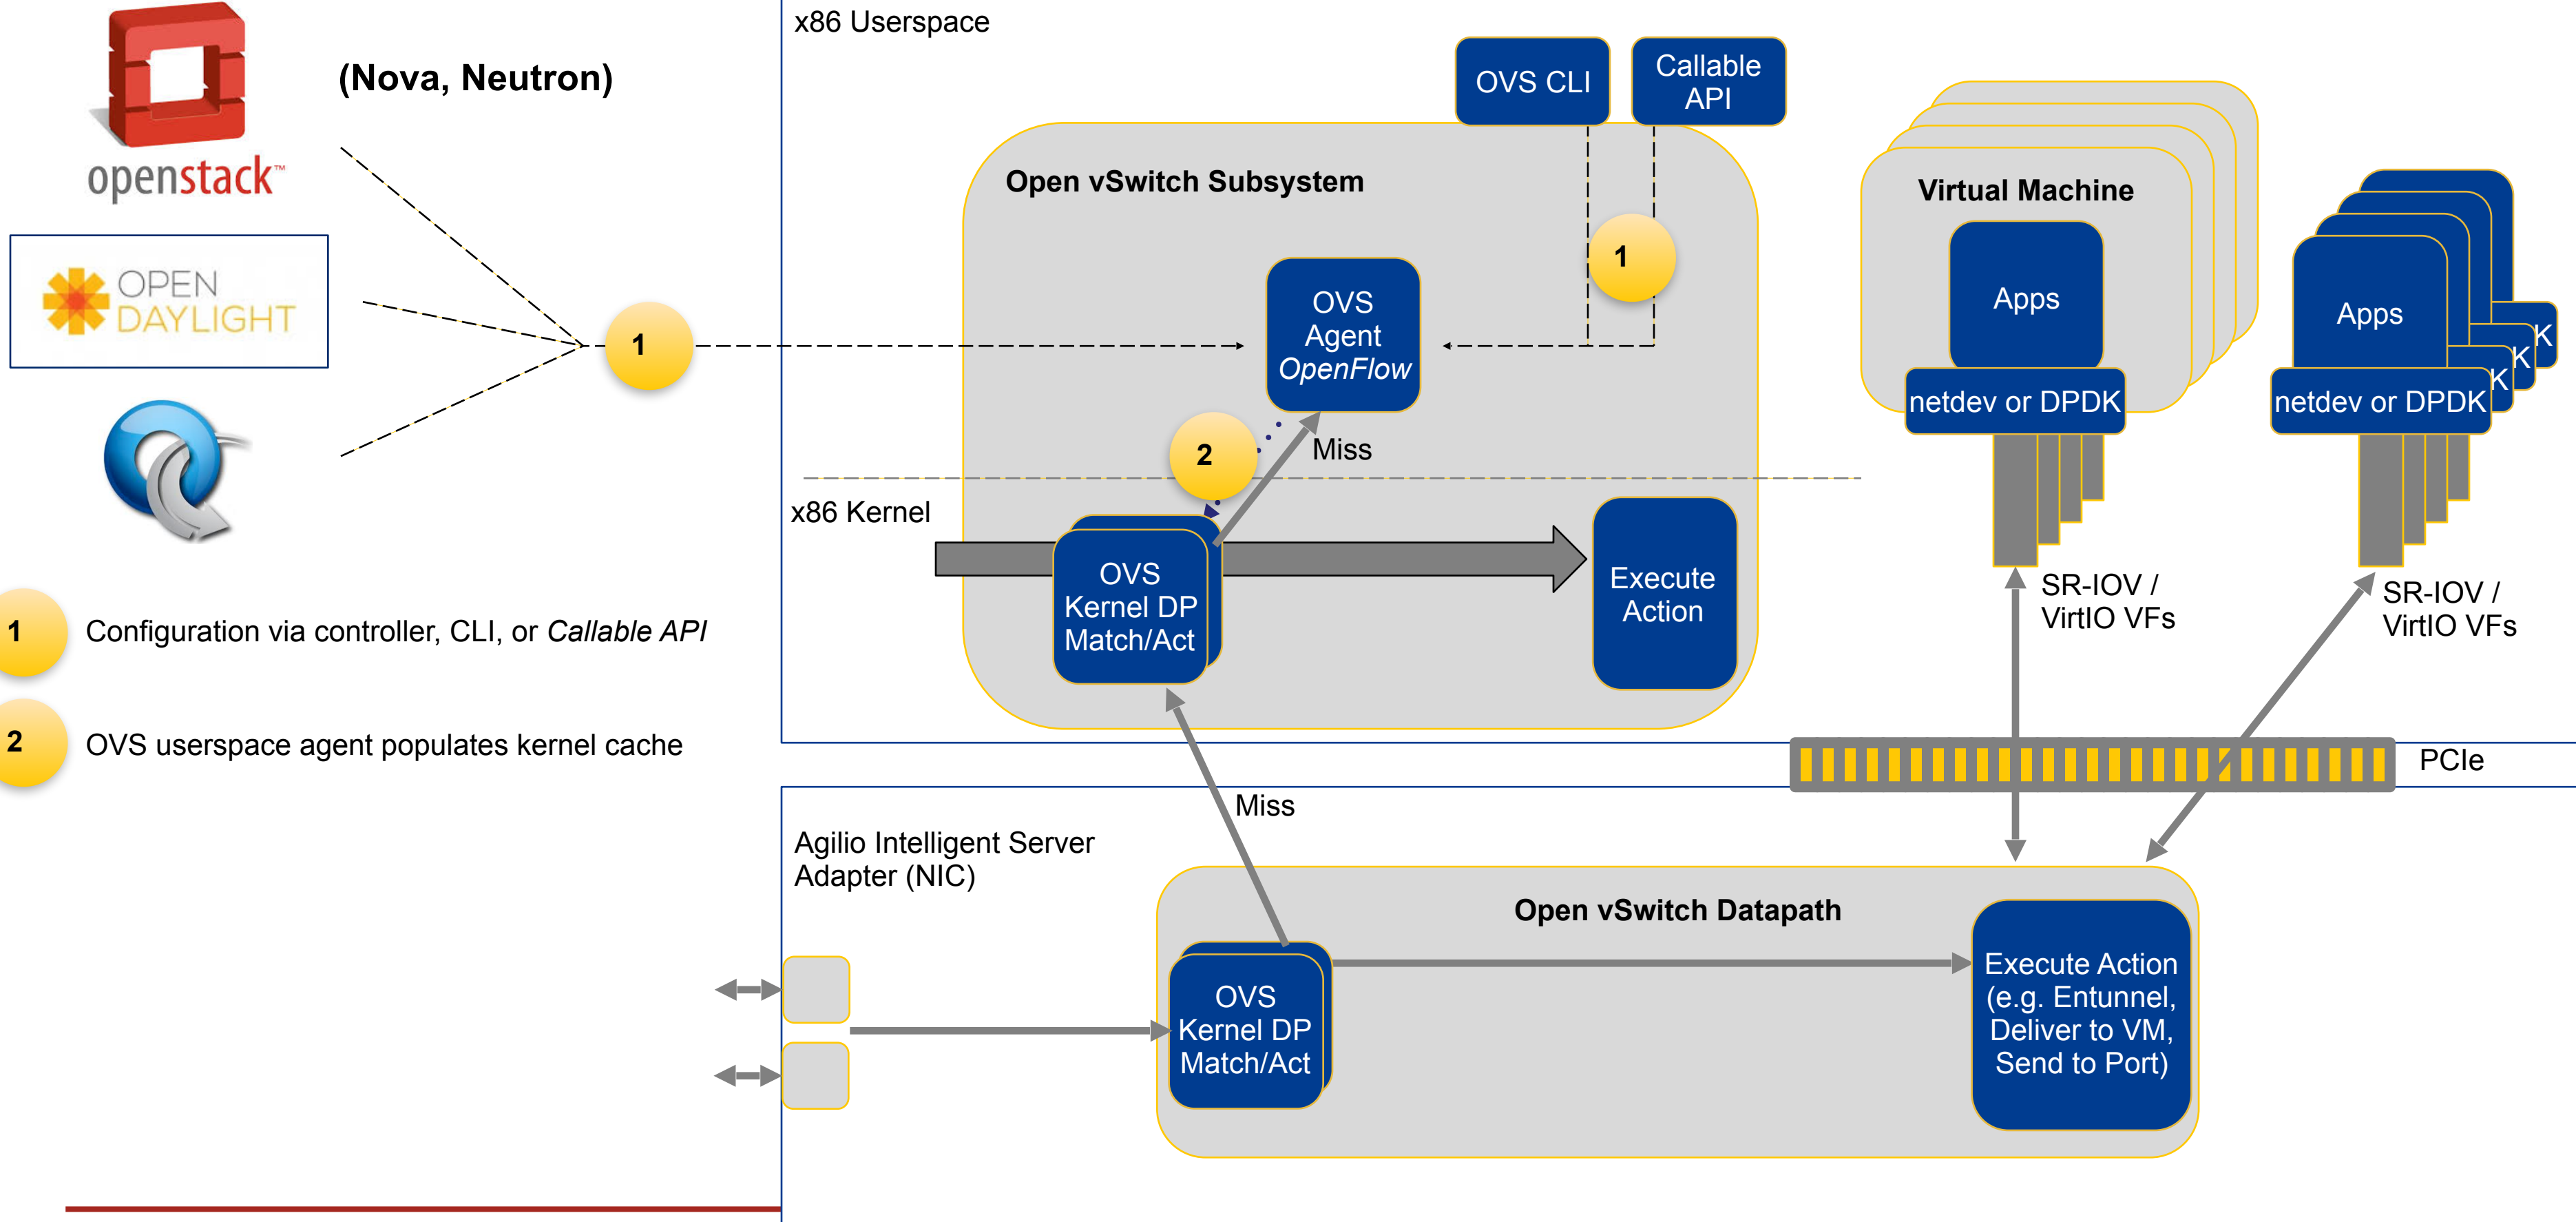 openstack™
(Nova, Neutron)
OPEN
DAYLIGHT
1
1
Configuration via controller, CLI, or Callable API
2
OVS userspace agent populates kernel cache
x86 Userspace
OVS CLI
Callable
API
Open vSwitch Subsystem
1
OVS
Agent
OpenFlow
2
Miss
x86 Kernel
OVS
Kernel DP
Match/Act
Execute
Action
Virtual Machine
Apps
netdev or DPDK
Apps
netdev or DPDK
K
K
K
SR-IOV /
VirtIO VFs
SR-IOV /
VirtIO VFs
PCIe
Miss
Agilio Intelligent Server
Adapter (NIC)
Open vSwitch Datapath
OVS
Kernel DP
Match/Act
Execute Action
(e.g. Entunnel,
Deliver to VM,
Send to Port)